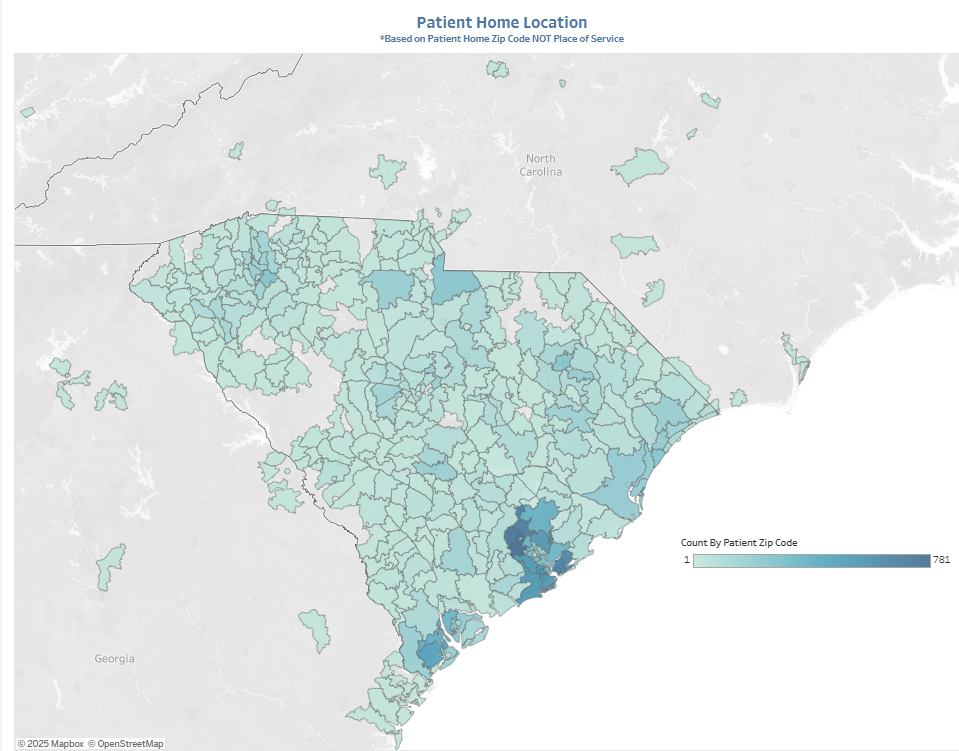 Patient Home Location
*Based on Patient Home Zip Code NOT Place of Service
North
Carolina
Count By Patient Zip Code
1
781
Georgia
© 2025 Mapbox © OpenStreetMap